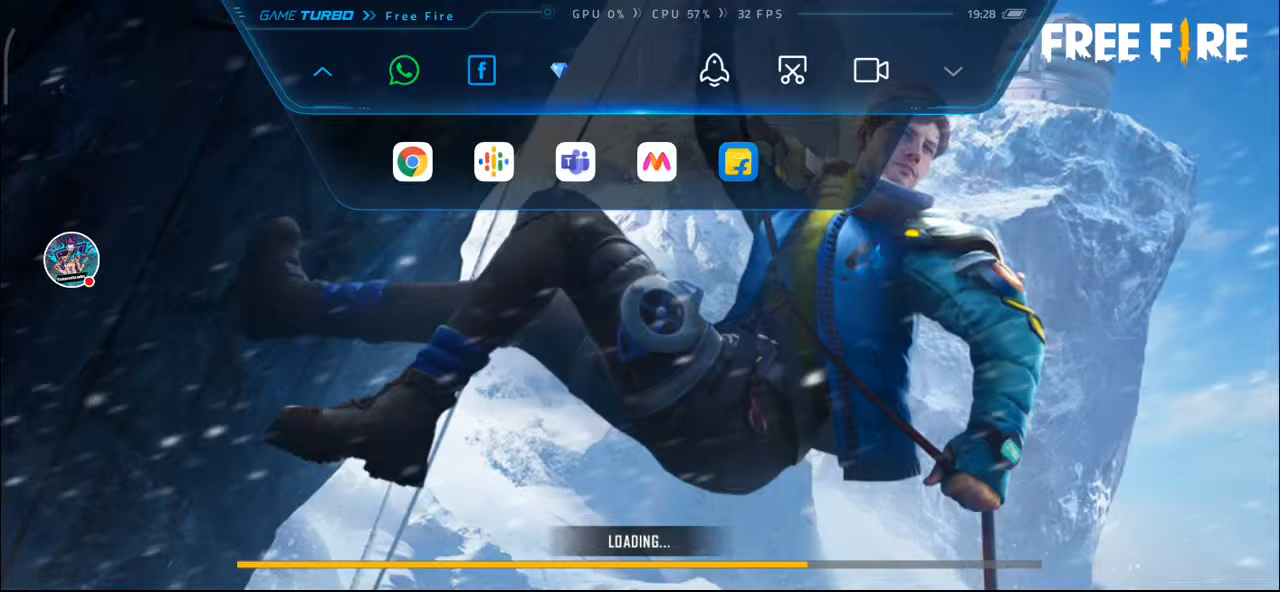 GAME TURBO Free Fire
GPU 0% CPU 57% 32 FPS
19:28
FREE FIRE
LOADING...